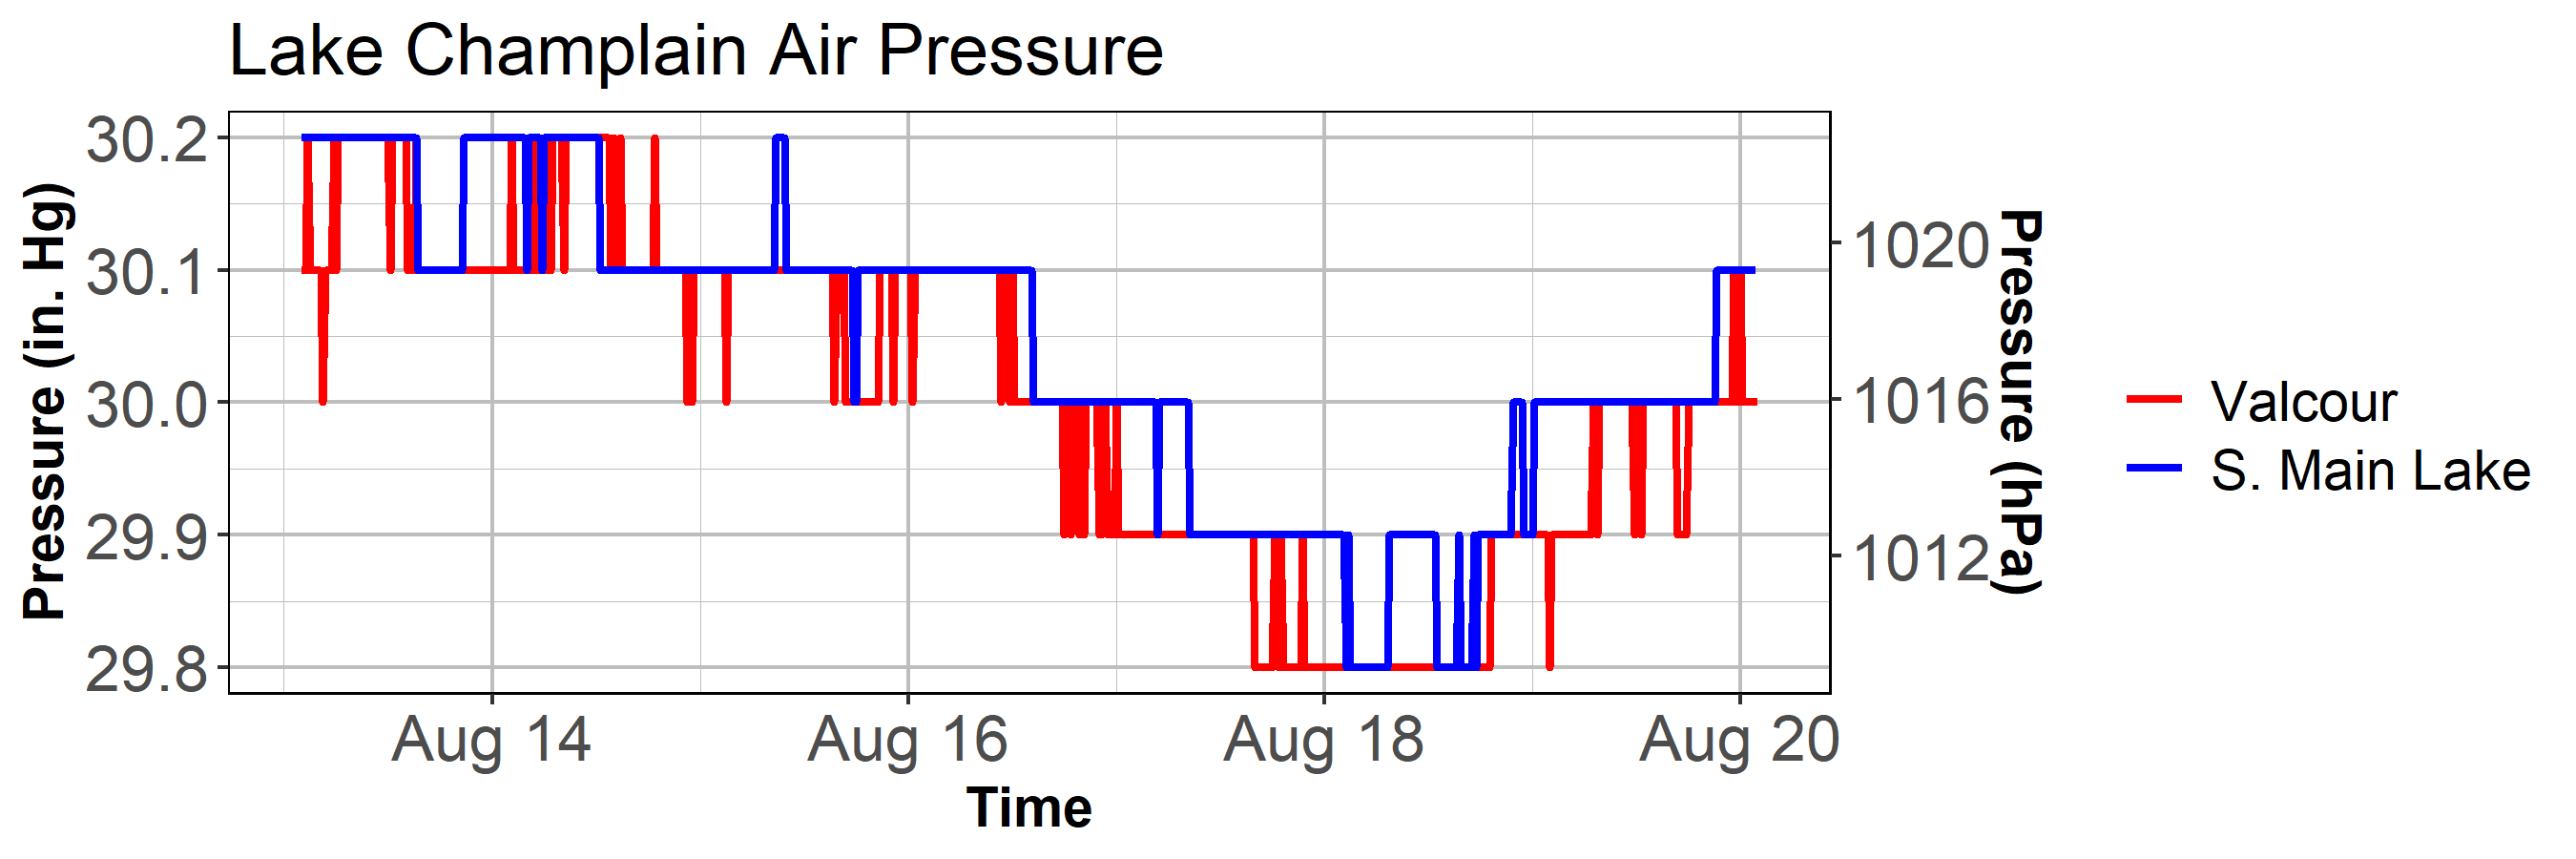 Lake Champlain Air Pressure
Pressure (in. Hg)
30.2
30.1
30.0
29.9
29.8
1020
1016
1012
Pressure (hPa)
Valcour
S. Main Lake
Aug 14
Aug 16
Aug 18
Aug 20
Time